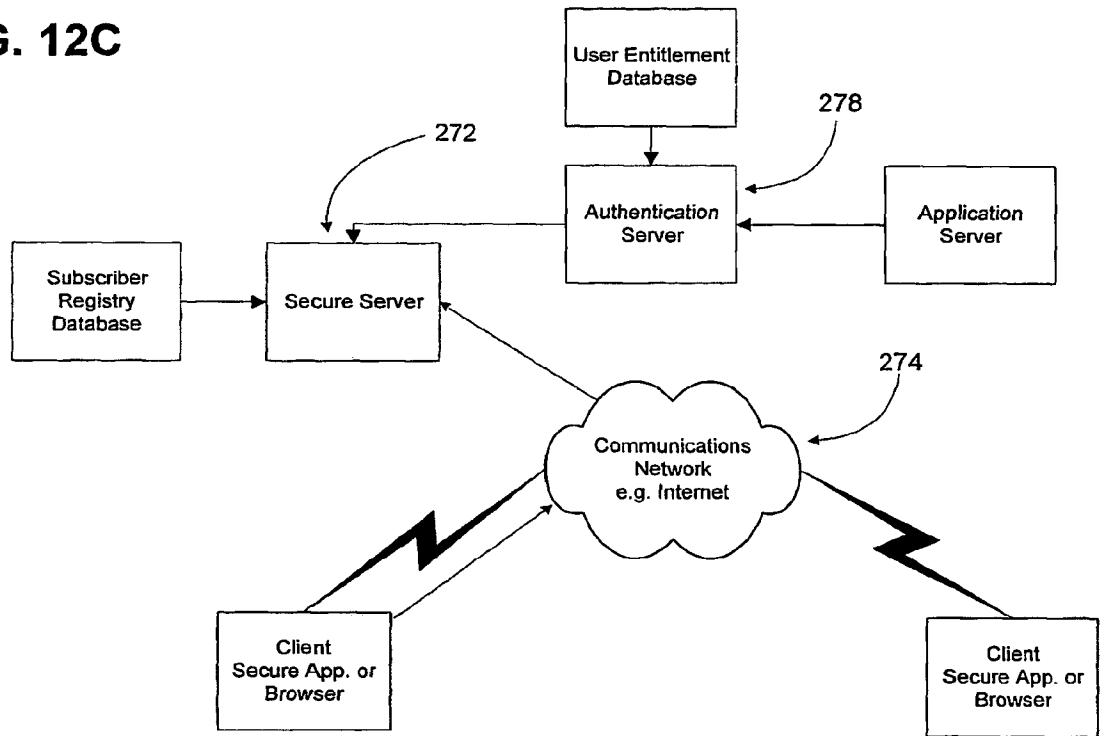 G. 12C
User Entitlement
Database
278
272
Authentication
Server
Application
Server
Subscriber
Registry
Database
Secure Server
274
Communications
Network
e.g. Internet
Client
Secure App. or
Browser
Client
Secure App. or
Browser